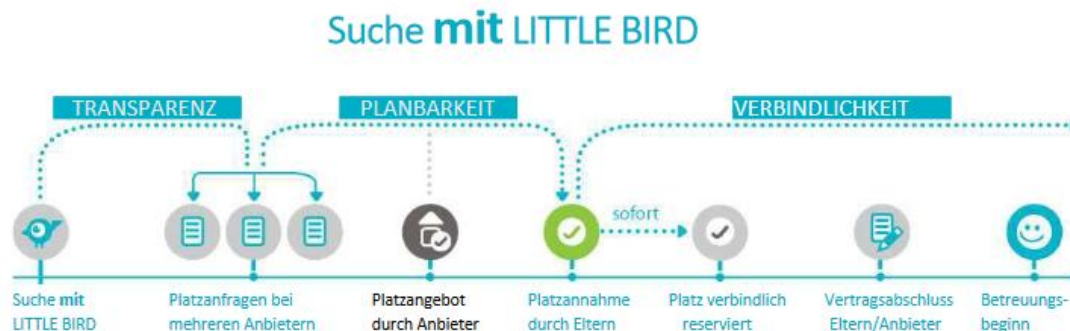 Suche mit LITTLE BIRD
TRANSPARENZ
PLANBARKEIT
VERBINDLICHKEIT
sofort
Suche mit
LITTLE BIRD
Platzanfragen bei
mehreren Anbietern
Platzangebot
durch Anbieter
Platzannahme
durch Eltern
Platz verbindlich
reserviert
Vertragsabschluss
Eltern/Anbieter
Betreuungs-
beginn